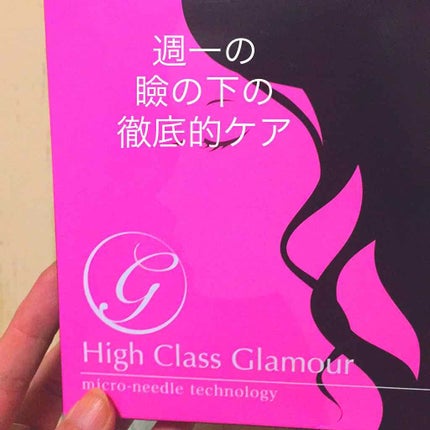 週一の
瞼の下の
徹底的ケア
G
High Class Glamour
micro-needle technology